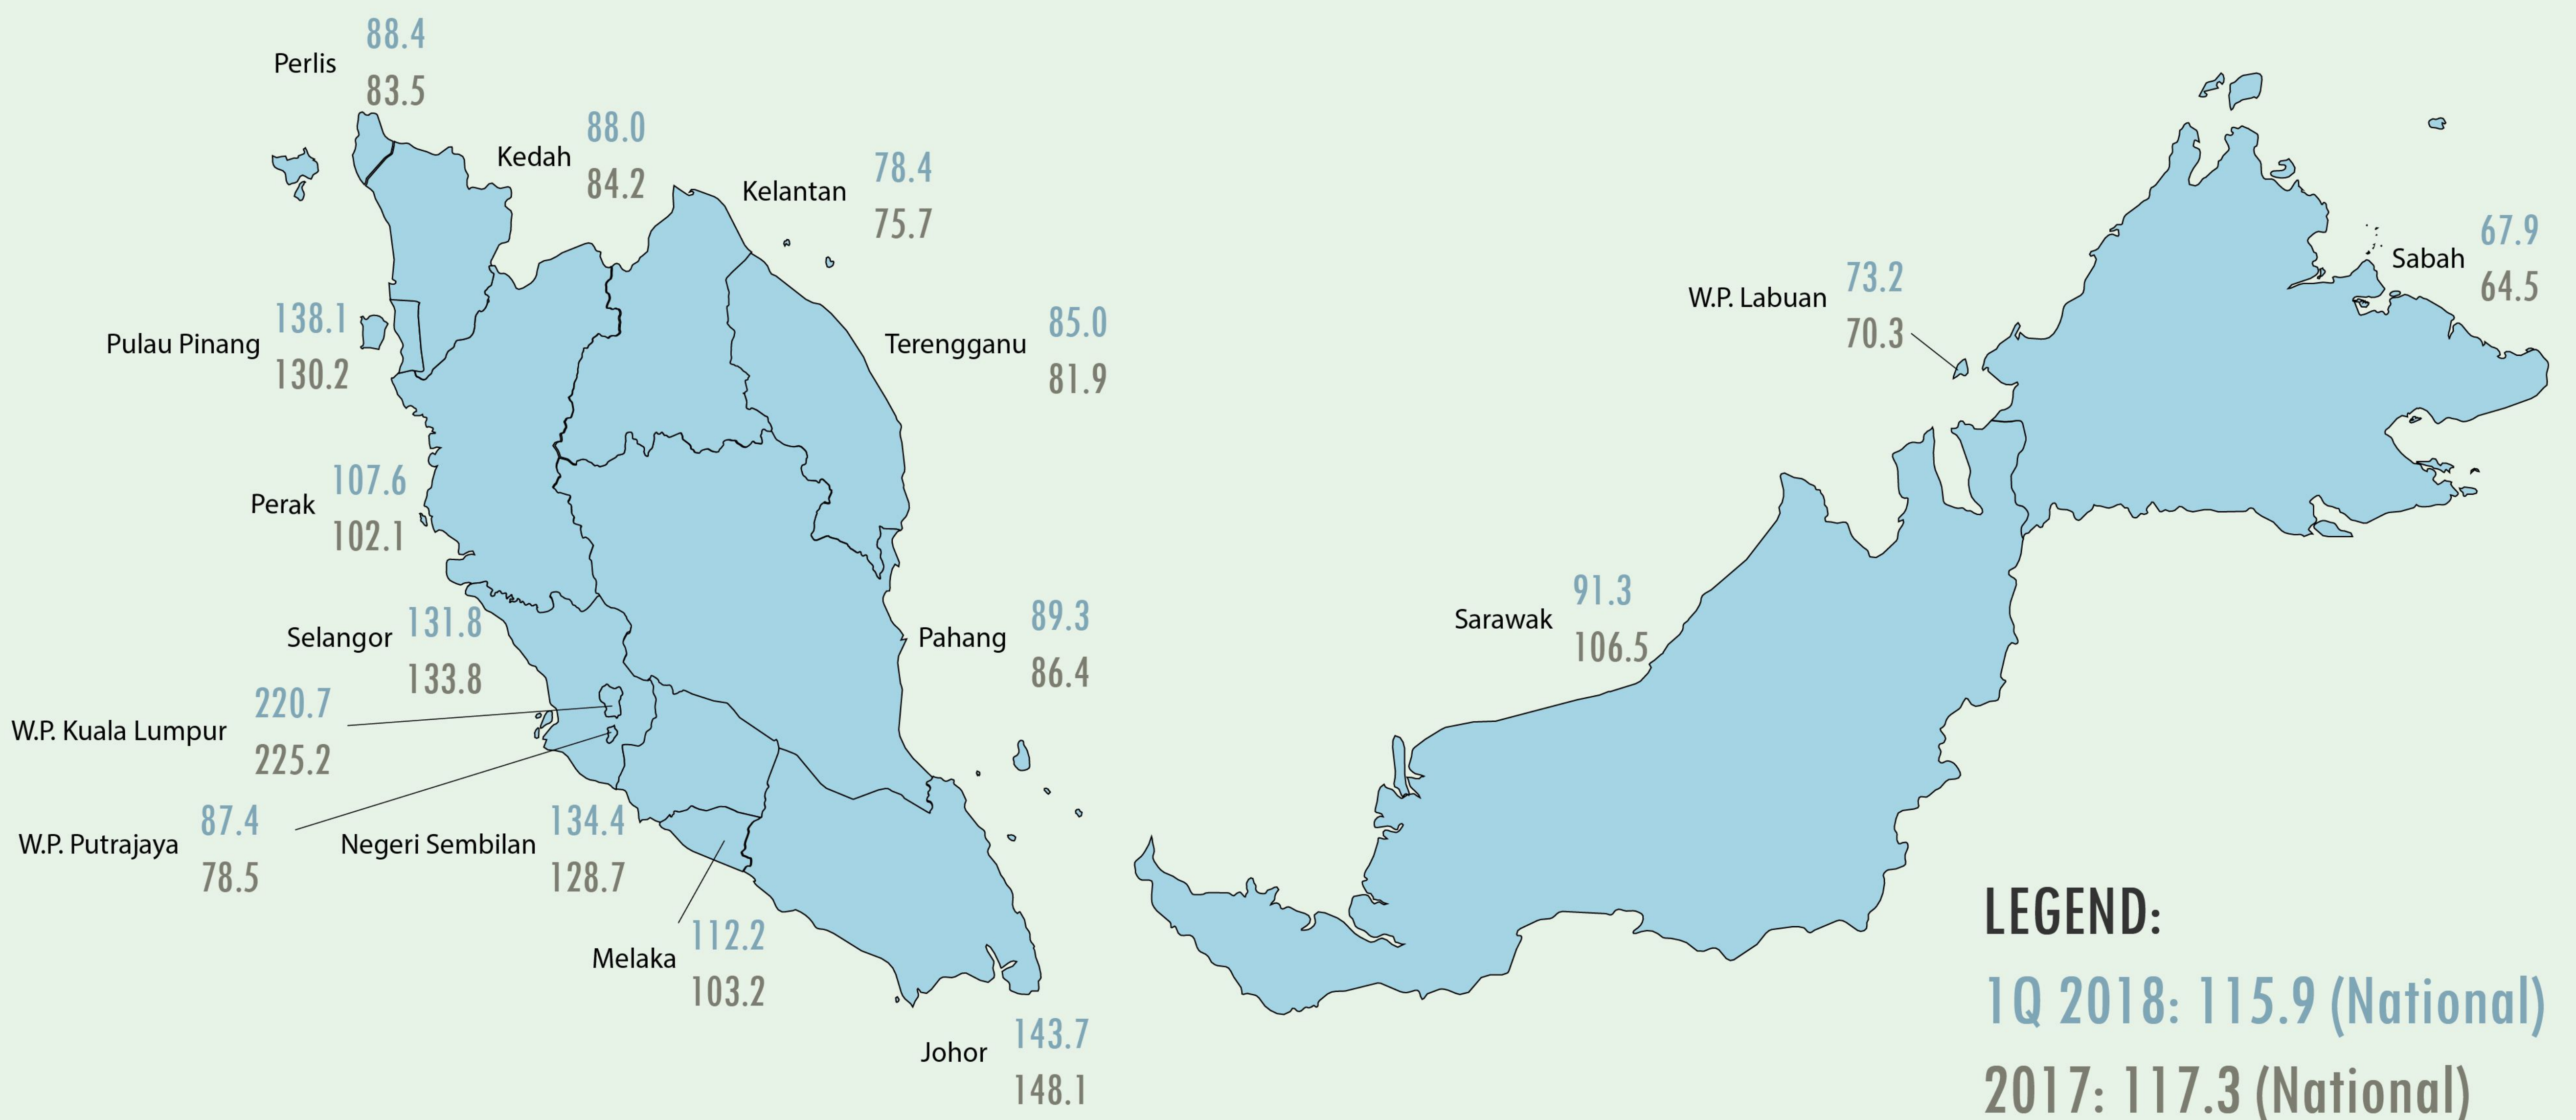 88.4
Perlis
83.5
88.0
Kedah
84.2
78.4
Kelantan
75.7
138.1
Pulau Pinang
130.2
85.0
Terengganu
81.9
107.6
Perak
102.1
131.8
Selangor
133.8
89.3
Pahang
86.4
220.7
W.P. Kuala Lumpur
225.2
87.4
W.P. Putrajaya
78.5
134.4
Negeri Sembilan
128.7
112.2
Melaka
103.2
143.7
Johor
148.1
73.2
W.P. Labuan
70.3
67.9
Sabah
64.5
91.3
Sarawak
106.5
LEGEND:
1Q 2018: 115.9 (National)
2017: 117.3 (National)